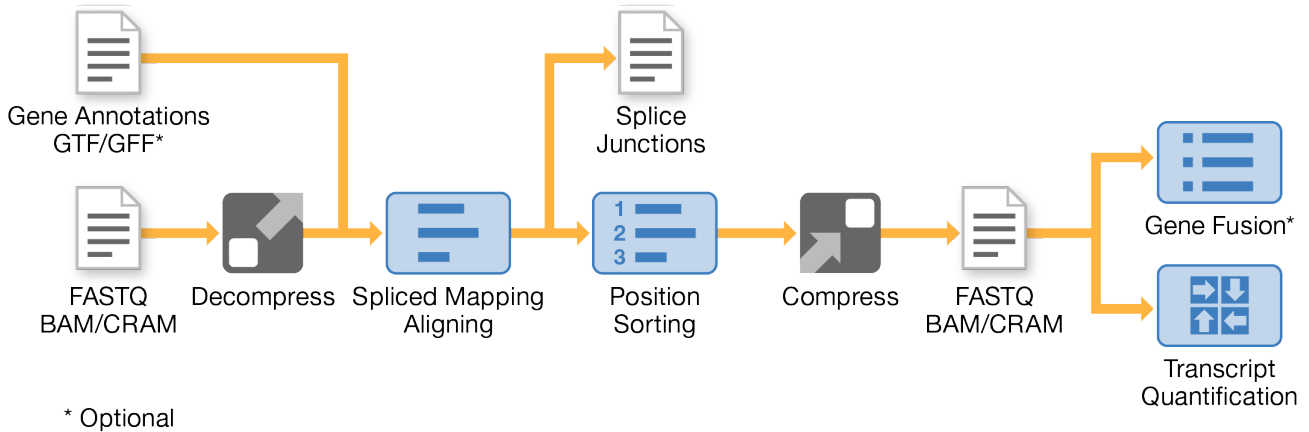 Gene Annotations
GTF/GFF*
Splice
Junctions
Gene Fusion*
1
2
3
FASTQ
BAM/CRAM
Decompress
Spliced Mapping
Aligning
Position
Sorting
Compress
FASTQ
BAM/CRAM
Transcript
Quantification
* Optional